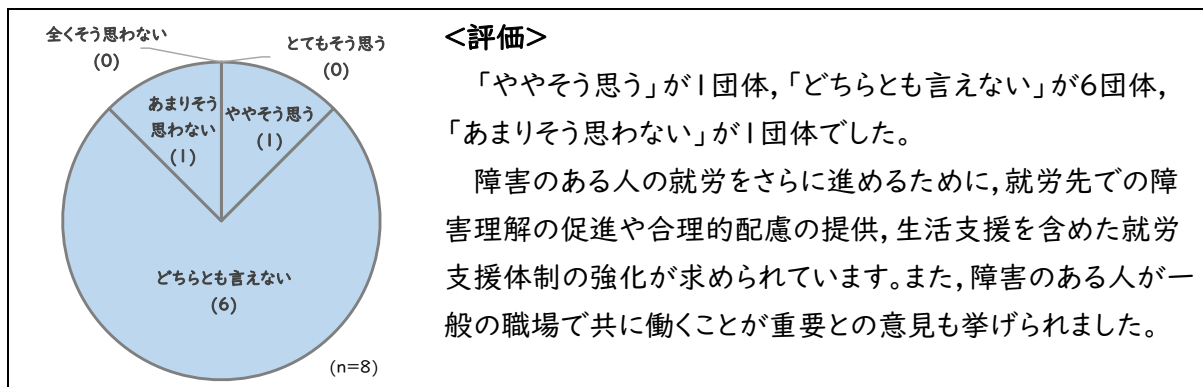 全くそう思わない
(0)
とてもそう思う
(0)
あまりそう
思わない
(1)
ややそう思う
(1)
どちらとも言えない
(6)
(n=8)
<評価>
「ややそう思う」が1団体,「どちらとも言えない」が6団体,
「あまりそう思わない」が1団体でした。
障害のある人の就労をさらに進めるために,就労先での障
害理解の促進や合理的配慮の提供,生活支援を含めた就労
支援体制の強化が求められています。また,障害のある人が一
般の職場で共に働くことが重要との意見も挙げられました。